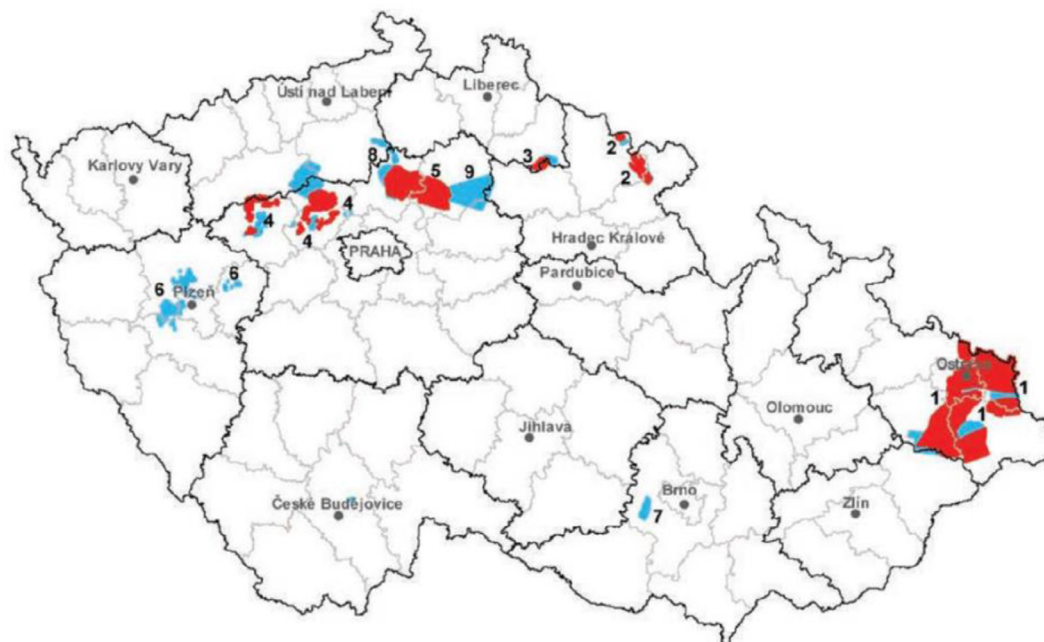 Ústí nad Labem
Liberec
Karlovy Vary
8
5
9
3
2
2
4
4
4
PRAHA
Hradec Králové
Pardubice
6
6
Plzeň
Ostrava
1
1
1
Olomouc
Jihlava
Brno
7
Zlín
České Budějovice